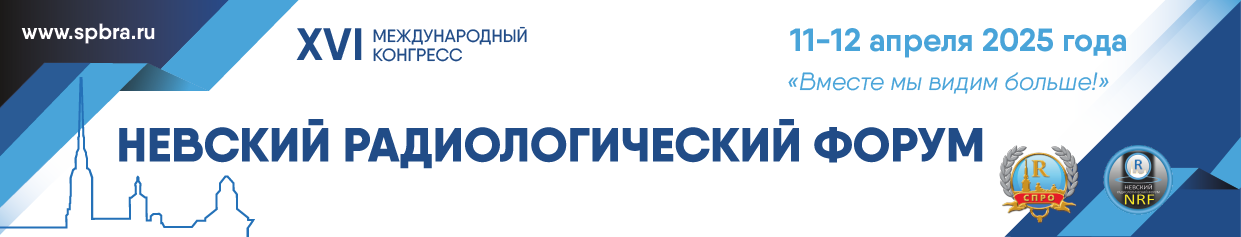 www.spbra.ru
XVI МЕЖДУНАРОДНЫЙ
КОНГРЕСС
11-12 апреля 2025 года
«Вместе мы видим больше!»
НЕВСКИЙ РАДИОЛОГИЧЕСКИЙ ФОРУМ
R
СПРО
R
НЕВСКИЙ
NRF